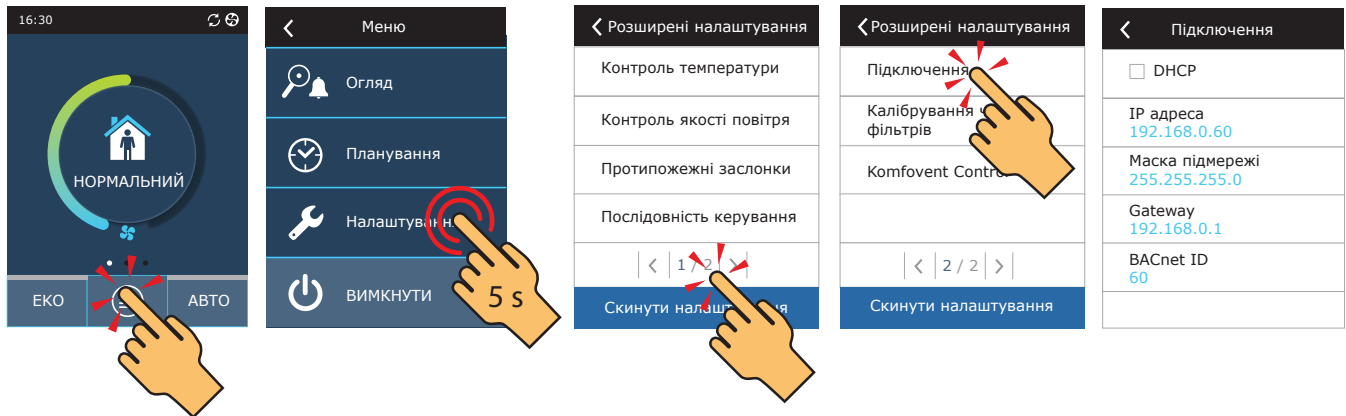 16:30
НОРМАЛЬНИЙ
ЕКО
АВТО
Меню
Огляд
Планування
Налаштуванн
ВИМКНУТИ
5 s
Розширені налаштування
Контроль температури
Контроль якості повітря
Протипожежні заслонки
Послідовність керування
1 / 2
Скинути налаштування
Розширені налаштування
Підключення
Калібрування
фільтрів
Komfovent Control
2 / 2
Скинути налаштування
Підключення
DHCP
IP адреса
192.168.0.60
Маска підмережі
255.255.255.0
Gateway
192.168.0.1
BACnet ID
60